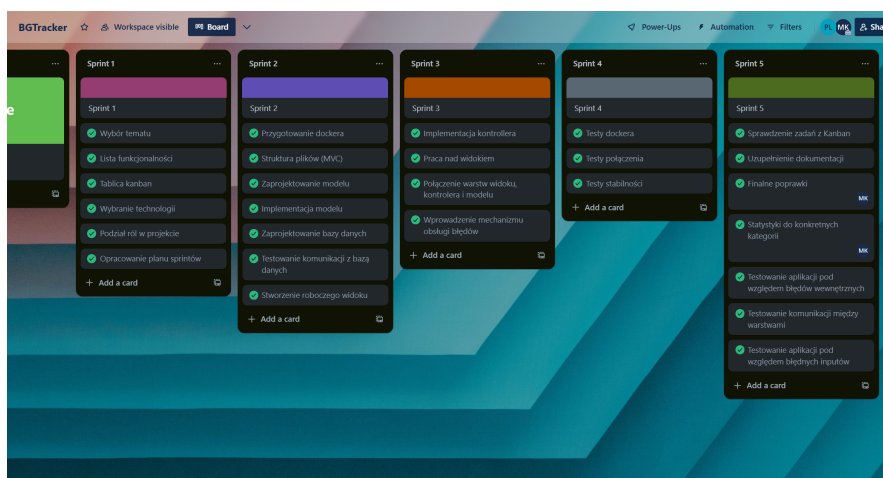 BGTracker
Workspace visible
Board
Power-Ups
Automation
Filters
PL
MK
Sha
e
Sprint 1
Sprint 1
Wybór tematu
Lista funkcjonalności
Tablica kanban
Wybranie technologii
Podział ról w projekcie
Opracowanie planu sprintów
+ Add a card
Sprint 2
Sprint 2
Przygotowanie dockera
Struktura plików (MVC)
Zaprojektowanie modelu
Implementacja modelu
Zaprojektowanie bazy danych
Testowanie komunikacji z bazą
danych
Stworzenie roboczego widoku
+ Add a card
Sprint 3
Sprint 3
Implementacja kontrollera
Praca nad widokiem
Połączenie warstw widoku,
kontrolera i modelu
Wprowadzenie mechanizmu
obsługi błędów
+ Add a card
Sprint 4
Sprint 4
Testy dockera
Testy połączenia
Testy stabilności
+ Add a card
Sprint 5
Sprint 5
Sprawdzenie zadań z Kanban
Uzupełnienie dokumentacji
Finalne poprawki
MK
Statystyki do konkretnych
kategorii
MK
Testowanie aplikacji pod
względem błędów wewnętrznych
Testowanie komunikacji między
warstwami
Testowanie aplikacji pod
względem błędnych inputów
+ Add a card